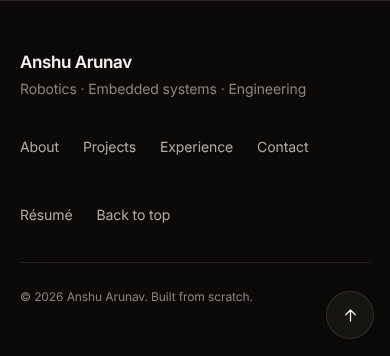 Anshu Arunav
Robotics · Embedded systems · Engineering
About Projects Experience Contact
Résumé Back to top
© 2026 Anshu Arunav. Built from scratch.